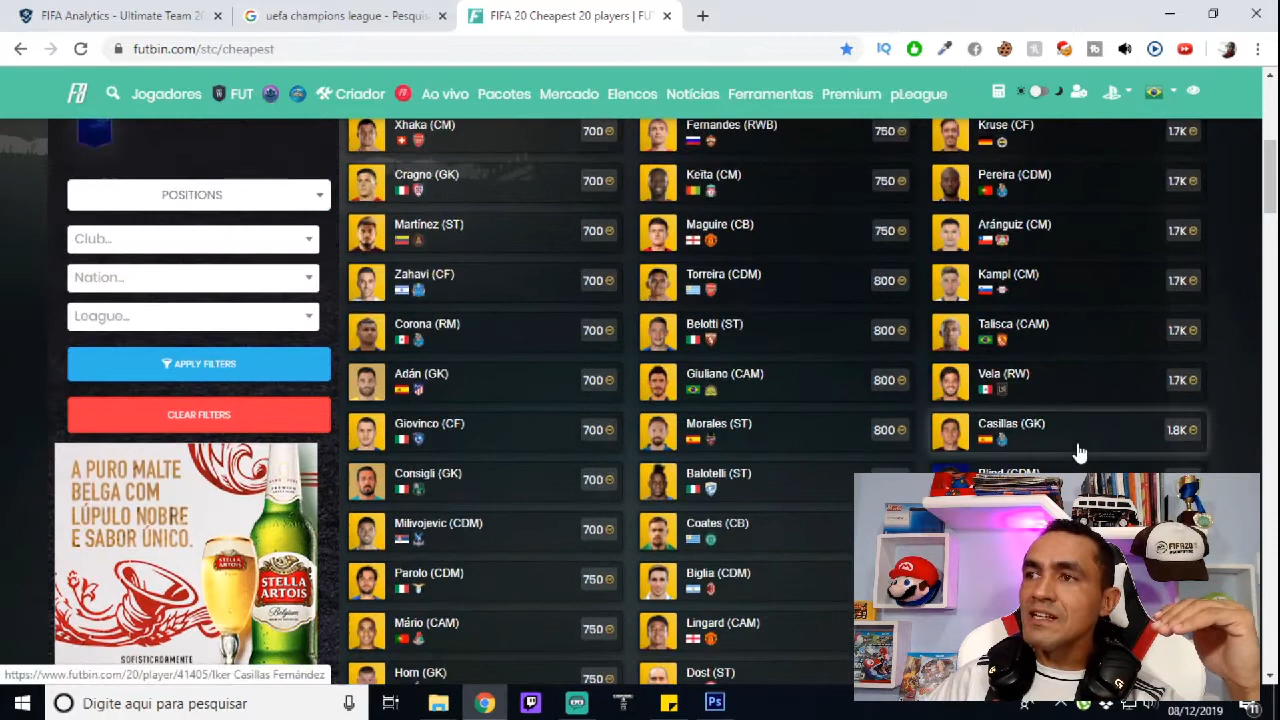 FIFA Analytics - Ultimate Team 20
uefa champions league - Pesquis
FIFA 20 Cheapest 20 players | FUT
futbin.com/stc/cheapest
Jogadores FUT Criador Ao vivo Pacotes Mercado Elencos Notícias Ferramentas Premium pLeague
POSITIONS
Club...
Nation...
League...
APPLY FILTERS
CLEAR FILTERS
A PURO MALTE
BELGA COM
LÚPULO NOBRE
E SABOR ÚNICO.
STELLA
ARTOIS
SOFISTICADAMENTE
Xhaka (CM) 700
Cragno (GK) 700
Martínez (ST) 700
Zahavi (CF) 700
Corona (RM) 700
Adán (GK) 700
Giovinco (CF) 700
Consigli (GK) 700
Milivojevic (CDM) 700
Parolo (CDM) 750
Mário (CAM) 750
Horn (GK) 750
Fernandes (RWB) 750
Keita (CM) 750
Maguire (CB) 750
Torreira (CDM) 800
Belotti (ST) 800
Giuliano (CAM) 800
Morales (ST) 800
Balotelli (ST)
Coates (CB)
Biglia (CDM)
Lingard (CAM)
Dost (ST)
Kruse (CF) 1.7K
Pereira (CDM) 1.7K
Aránguiz (CM) 1.7K
Kampl (CM) 1.7K
Talisca (CAM) 1.7K
Vela (RW) 1.7K
Casillas (GK) 1.8K
Blind (CDM)
FIFA20
https://www.futbin.com/20/player/41405/Iker Casillas Fernández
Digite aqui para pesquisar
08/12/2019
11